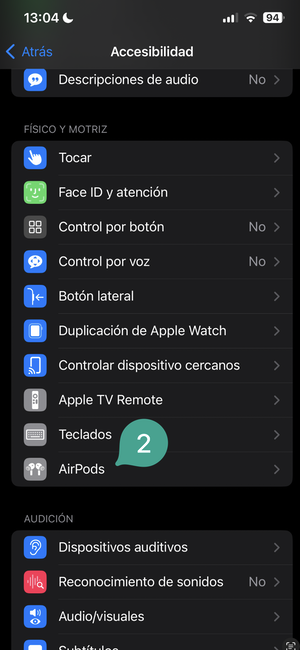 13:04
94
Atrás
Accesibilidad
Descripciones de audio No
FÍSICO Y MOTRIZ
Tocar
Face ID y atención
Control por botón No
Control por voz No
Botón lateral
Duplicación de Apple Watch
Controlar dispositivo cercanos
Apple TV Remote
Teclados
2
AirPods
AUDICIÓN
Dispositivos auditivos
Reconocimiento de sonidos No
Audio/visuales
Subtítulos